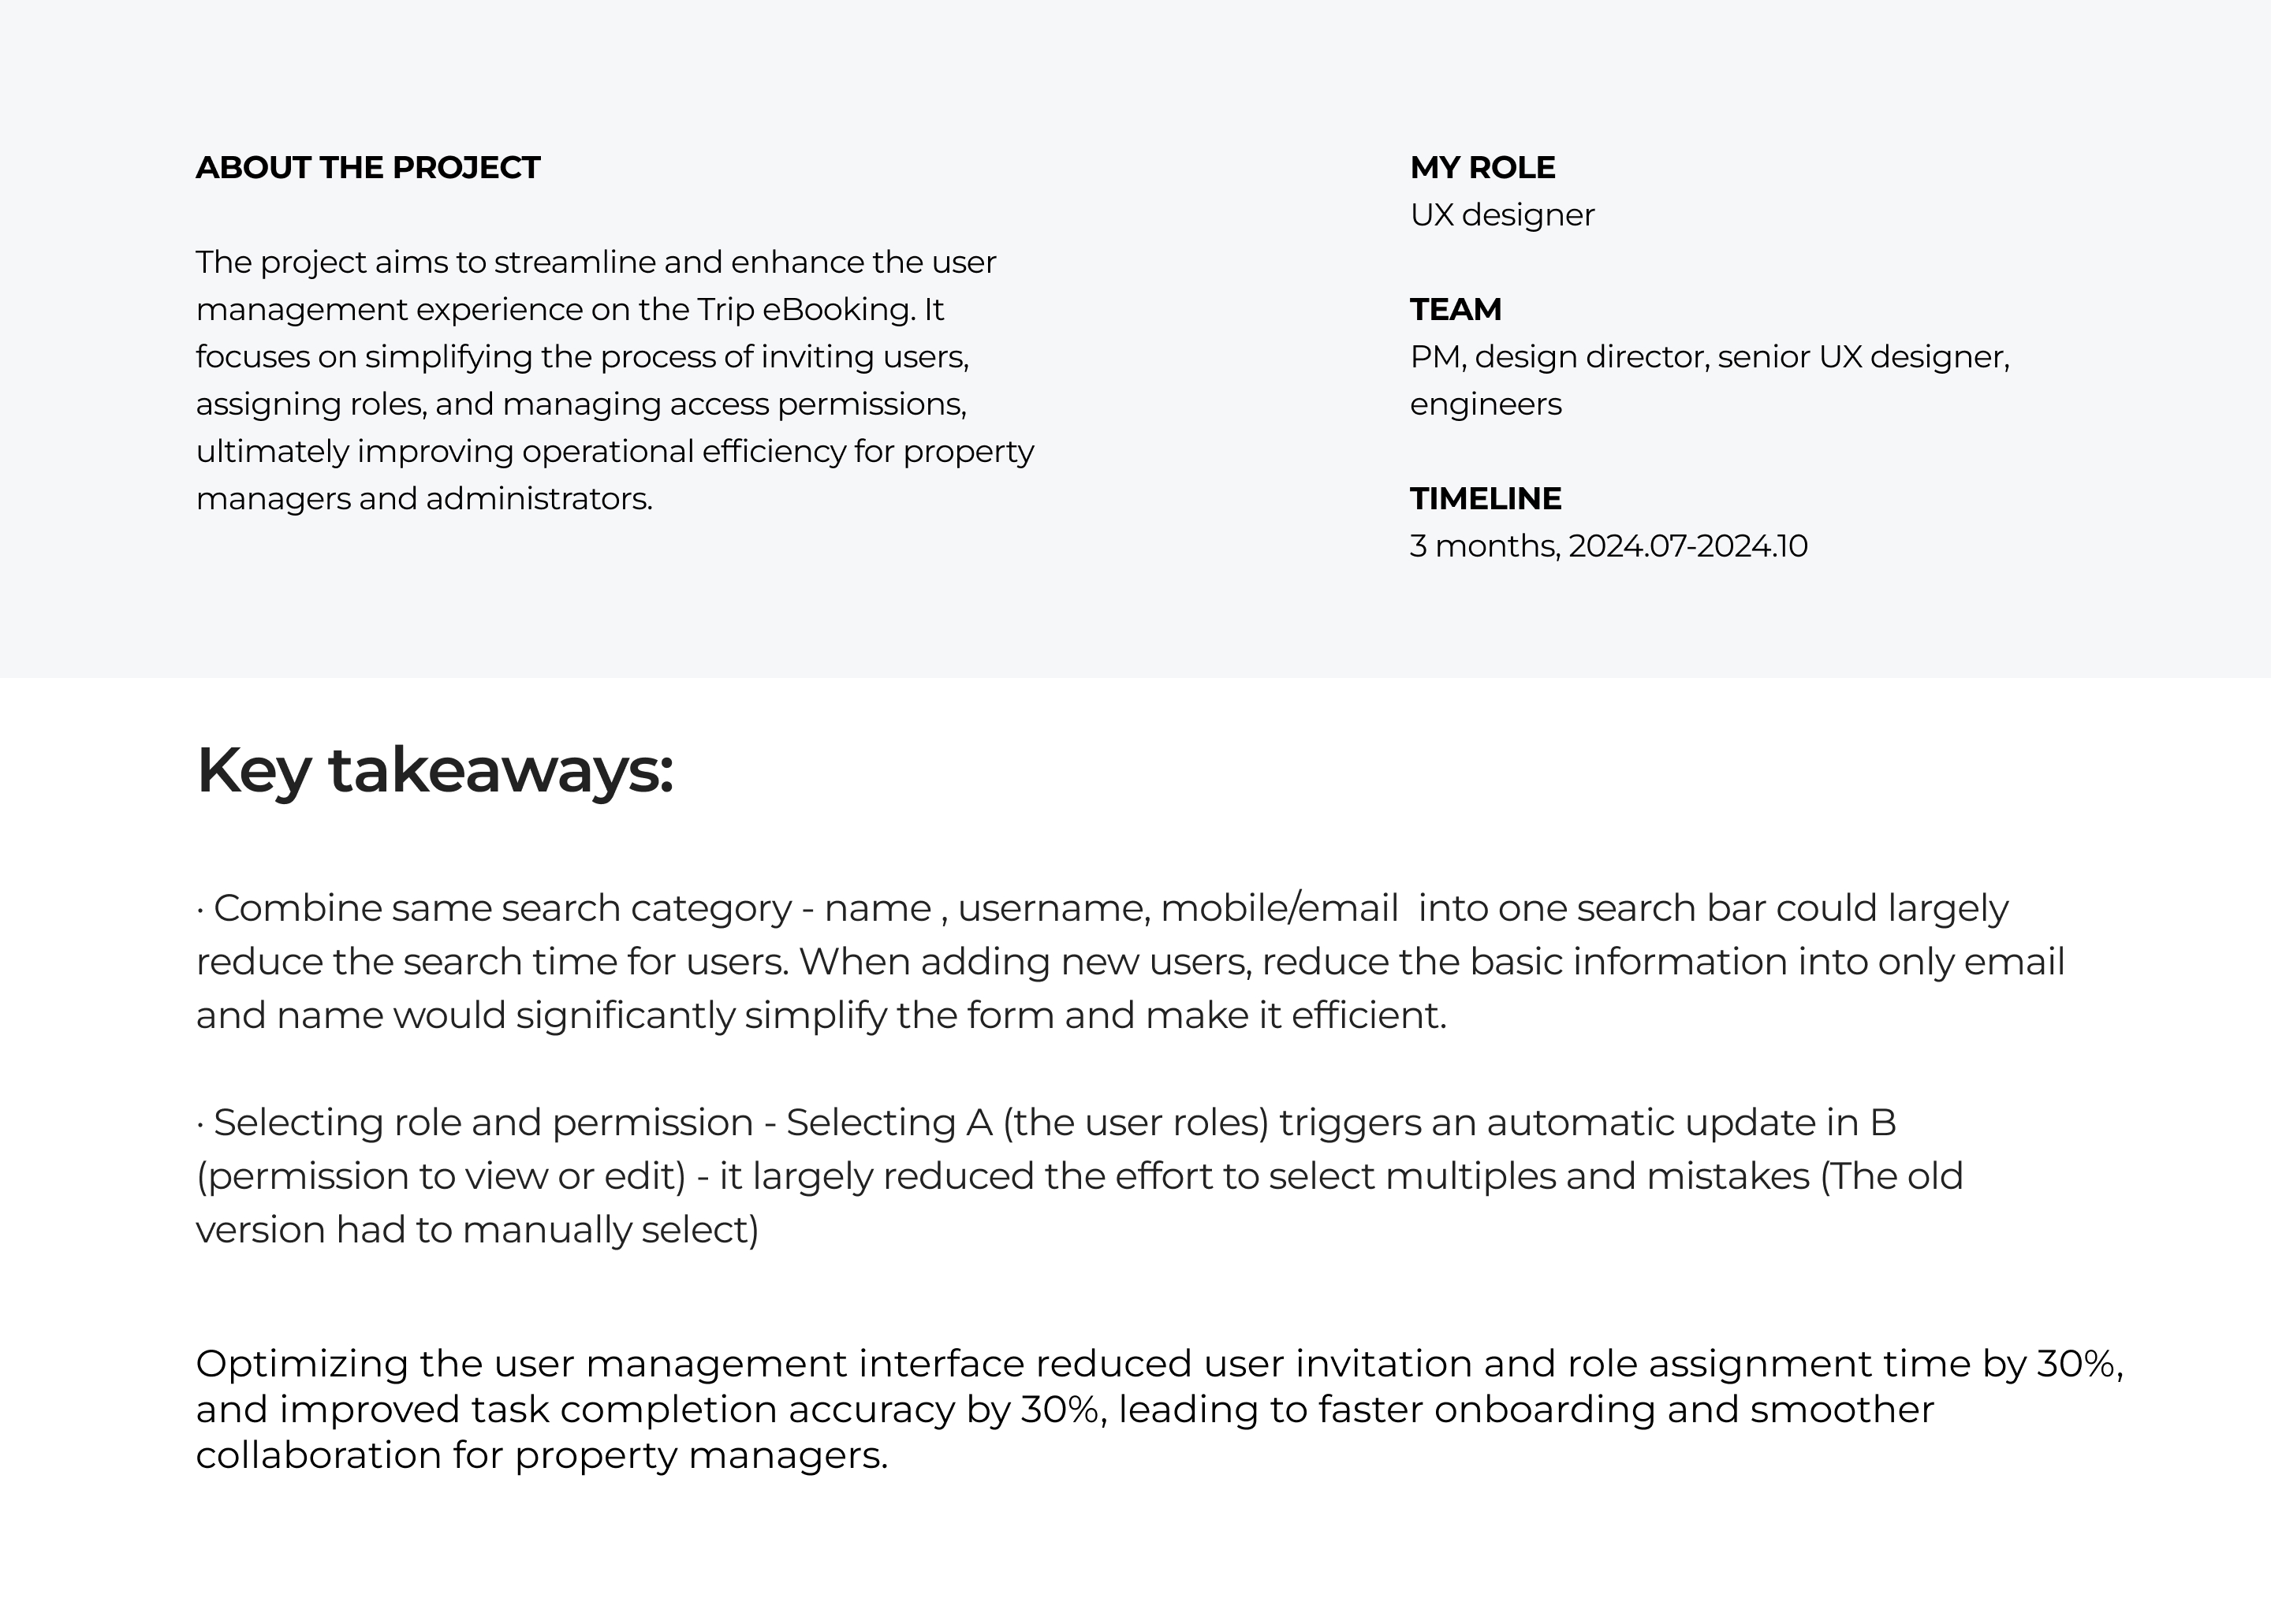 ABOUT THE PROJECT
The project aims to streamline and enhance the user
management experience on the Trip eBooking. It
focuses on simplifying the process of inviting users,
assigning roles, and managing access permissions,
ultimately improving operational efficiency for property
managers and administrators.
MY ROLE
UX designer
TEAM
PM, design director, senior UX designer,
engineers
TIMELINE
3 months, 2024.07-2024.10
Key takeaways:
· Combine same search category - name , username, mobile/email  into one search bar could largely
reduce the search time for users. When adding new users, reduce the basic information into only email
and name would significantly simplify the form and make it efficient.
· Selecting role and permission - Selecting A (the user roles) triggers an automatic update in B
(permission to view or edit) - it largely reduced the effort to select multiples and mistakes (The old
version had to manually select)
Optimizing the user management interface reduced user invitation and role assignment time by 30%,
and improved task completion accuracy by 30%, leading to faster onboarding and smoother
collaboration for property managers.